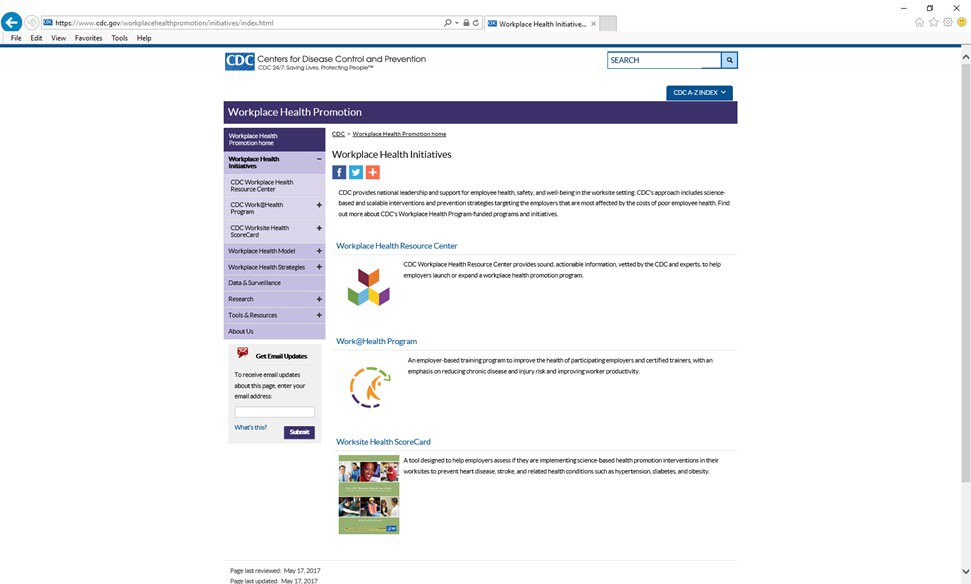 https://www.cdc.gov/workplacehealthpromotion/initiatives/index.html
CDC Workplace Health Initiative...
File Edit View Favorites Tools Help
CDC Centers for Disease Control and Prevention
CDC 24/7: Saving Lives, Protecting People™
SEARCH
CDC A-Z INDEX
Workplace Health Promotion
Workplace Health
Promotion home
Workplace Health
Initiatives
CDC Workplace Health
Resource Center
CDC Work@Health
Program
CDC Worksite Health
ScoreCard
Workplace Health Model
Workplace Health Strategies
Data & Surveillance
Research
Tools & Resources
About Us
Get Email Updates
To receive email updates
about this page, enter your
email address:
What's this?
Submit
CDC > Workplace Health Promotion home
Workplace Health Initiatives
CDC provides national leadership and support for employee health, safety, and well-being in the worksite setting. CDC's approach includes science-
based and scalable interventions and prevention strategies targeting the employers that are most affected by the costs of poor employee health. Find
out more about CDC's Workplace Health Program-funded programs and initiatives.
Workplace Health Resource Center
CDC Workplace Health Resource Center provides sound, actionable information, vetted by the CDC and experts, to help
employers launch or expand a workplace health promotion program.
Work@Health Program
An employer-based training program to improve the health of participating employers and certified trainers, with an
emphasis on reducing chronic disease and injury risk and improving worker productivity.
Worksite Health ScoreCard
A tool designed to help employers assess if they are implementing science-based health promotion interventions in their
worksites to prevent heart disease, stroke, and related health conditions such as hypertension, diabetes, and obesity.
Page last reviewed: May 17, 2017
Page last updated: May 17, 2017